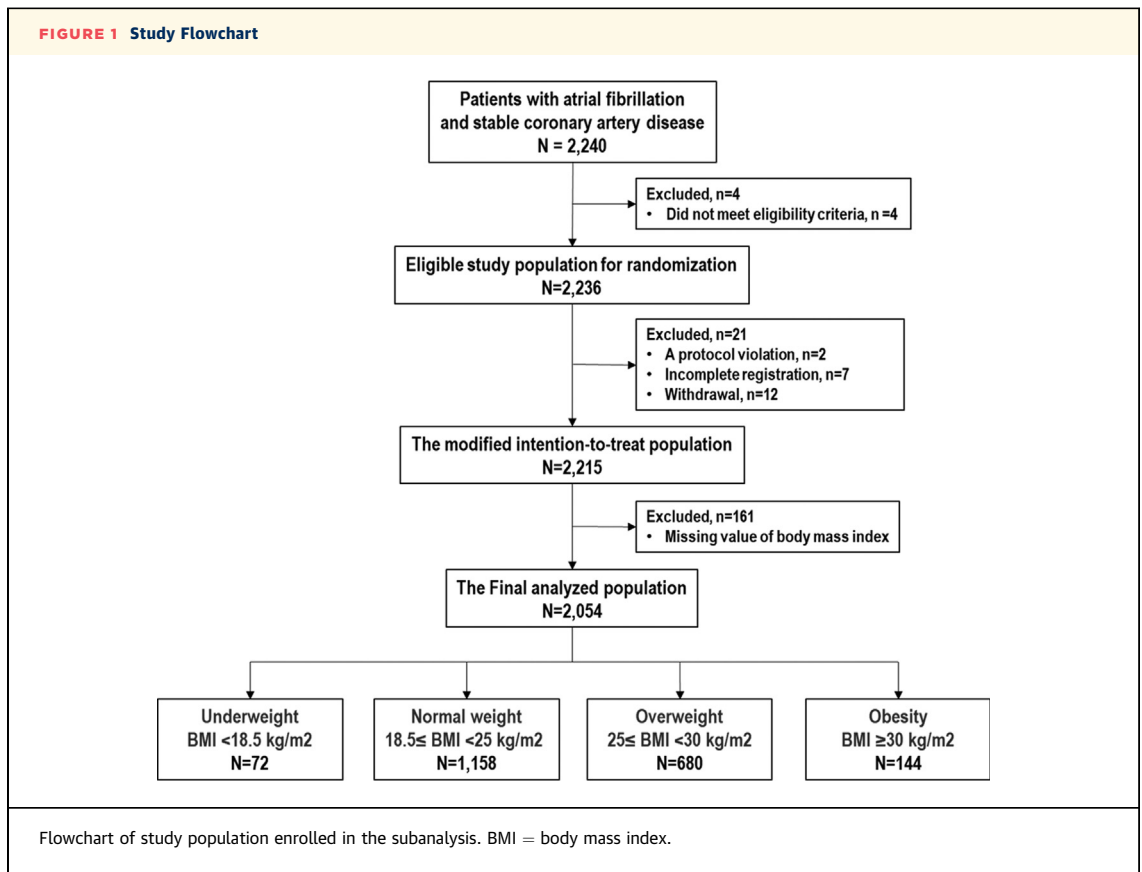 FIGURE 1 Study Flowchart
Patients with atrial fibrillation
and stable coronary artery disease
N = 2,240
Excluded, n=4
• Did not meet eligibility criteria, n =4
Eligible study population for randomization
N=2,236
Excluded, n=21
• A protocol violation, n=2
• Incomplete registration, n=7
• Withdrawal, n=12
The modified intention-to-treat population
N=2,215
Excluded, n=161
• Missing value of body mass index
The Final analyzed population
N=2,054
Underweight
BMI <18.5 kg/m2
N=72
Normal weight
18.5≤ BMI <25 kg/m2
N=1,158
Overweight
25≤ BMI <30 kg/m2
N=680
Obesity
BMI ≥30 kg/m2
N=144
Flowchart of study population enrolled in the subanalysis. BMI = body mass index.